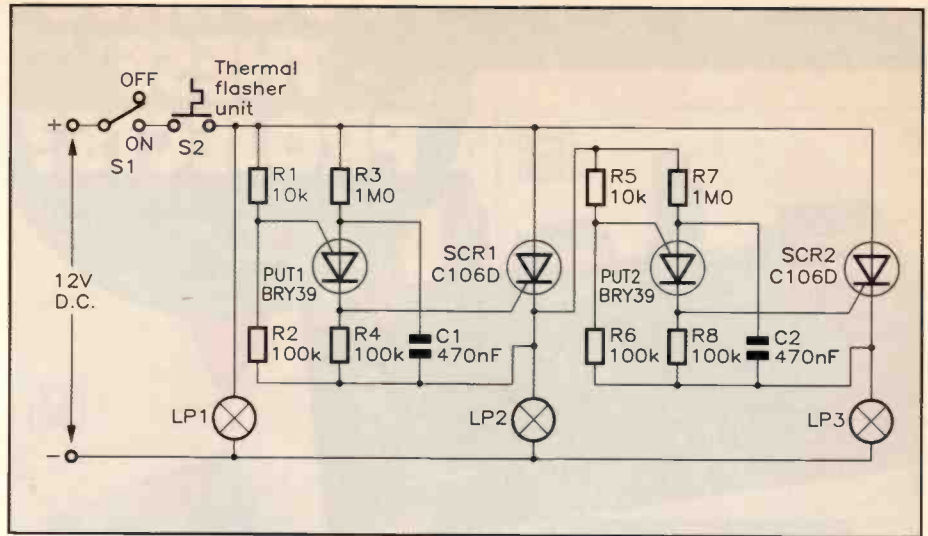 OFF
Thermal
flasher
unit
+
ON
S1
S2
R1
10k
R3
1M0
R5
10k
R7
1M0
SCR1
C106D
SCR2
C106D
PUT1
BRY39
PUT2
BRY39
12V
D.C.
R2
100k
R4
100k
C1
470nF
R6
100k
R8
100k
C2
470nF
LP1
LP2
LP3
-